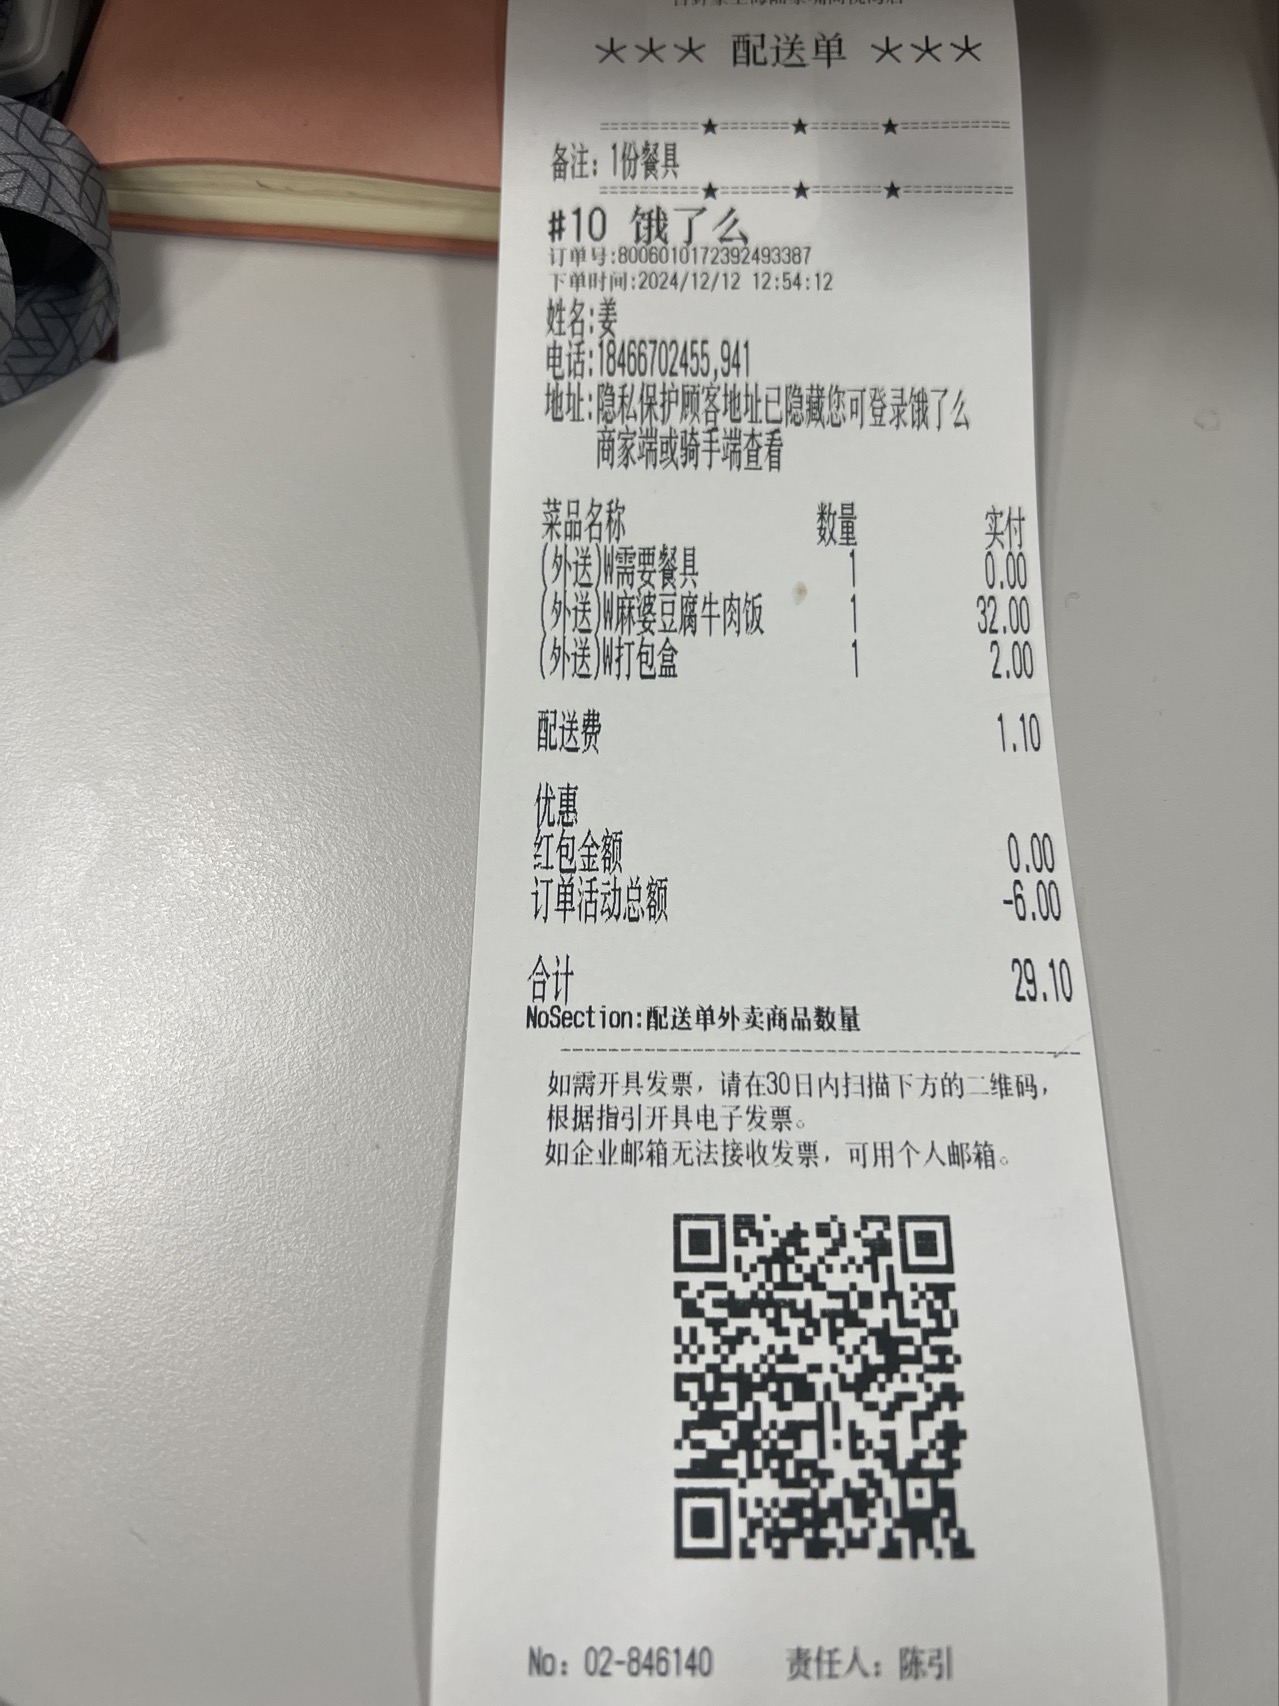 *** 配送单 ***
========★=======★=======★=========
备注：1份餐具
========★=======★=======★=========
#10 饿了么
订单号:8006010172392493387
下单时间:2024/12/12 12:54:12
姓名:姜
电话:18466702455,941
地址:隐私保护顾客地址已隐藏您可登录饿了么
商家端或骑手端查看
菜品名称 数量 实付
(外送)W需要餐具 1 0.00
(外送)W麻婆豆腐牛肉饭 1 32.00
(外送)W打包盒 1 2.00
配送费 1.10
优惠
红包金额 0.00
订单活动总额 -6.00
合计 29.10
NoSection:配送单外卖商品数量
如需开具发票，请在30日内扫描下方的二维码，
根据指引开具电子发票。
如企业邮箱无法接收发票，可用个人邮箱。
No：02-846140 责任人：陈引